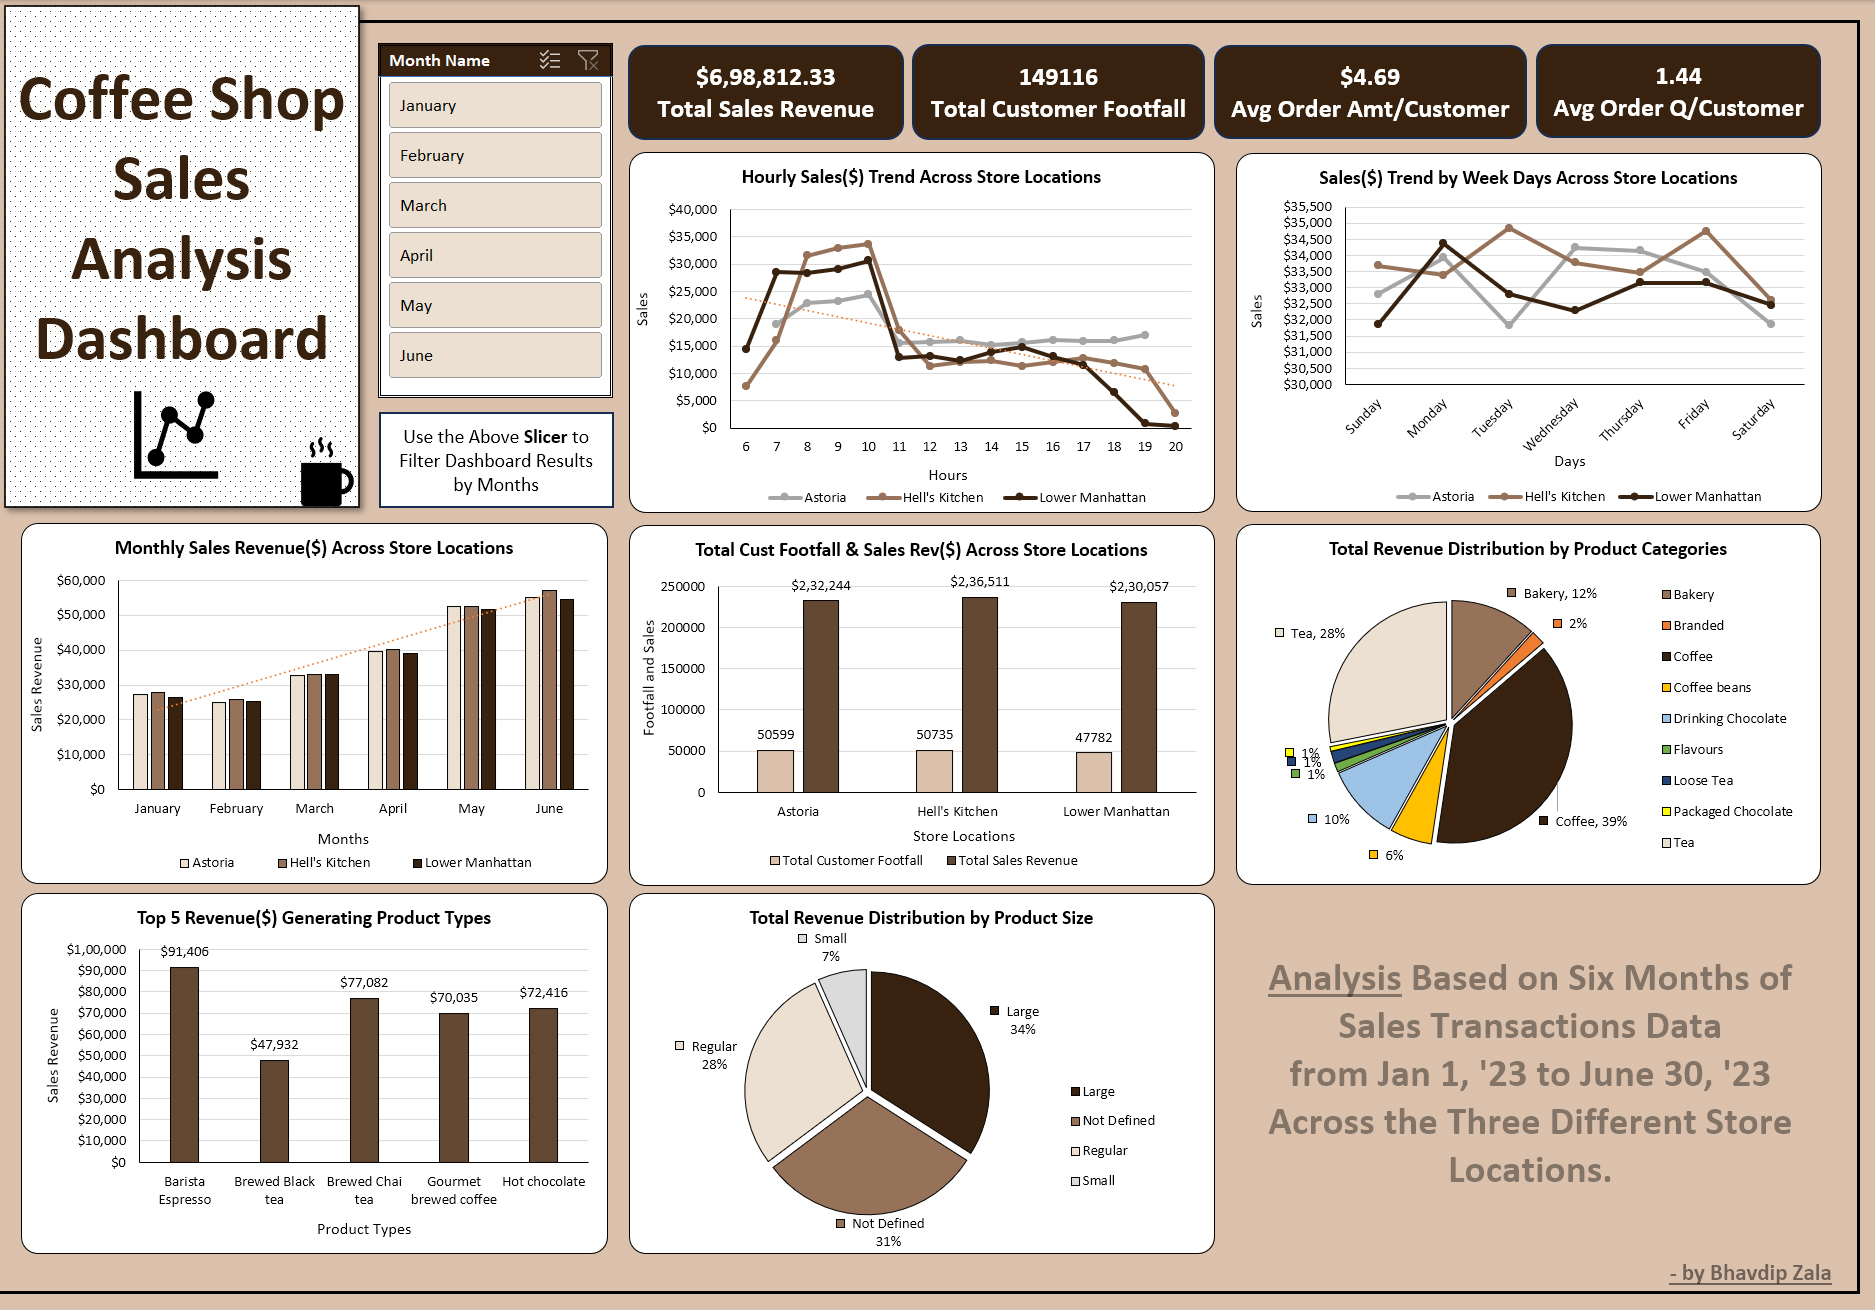 Coffee Shop
Sales
Analysis
Dashboard
Month Name
January
February
March
April
May
June
Use the Above Slicer to
Filter Dashboard Results
by Months
$6,98,812.33
Total Sales Revenue
149116
Total Customer Footfall
$4.69
Avg Order Amt/Customer
1.44
Avg Order Q/Customer
Hourly Sales($) Trend Across Store Locations
$40,000
$35,000
$30,000
$25,000
$20,000
$15,000
$10,000
$5,000
$0
Sales
6 7 8 9 10 11 12 13 14 15 16 17 18 19 20
Hours
Astoria Hell's Kitchen Lower Manhattan
Sales($) Trend by Week Days Across Store Locations
$35,500
$35,000
$34,500
$34,000
$33,500
$33,000
$32,500
$32,000
$31,500
$31,000
$30,500
$30,000
Sales
Sunday Monday Tuesday Wednesday Thursday Friday Saturday
Days
Astoria Hell's Kitchen Lower Manhattan
Monthly Sales Revenue($) Across Store Locations
$60,000
$50,000
$40,000
$30,000
$20,000
$10,000
$0
Sales Revenue
January February March April May June
Months
Astoria Hell's Kitchen Lower Manhattan
Total Cust Footfall & Sales Rev($) Across Store Locations
250000
200000
150000
100000
50000
0
Footfall and Sales
$2,32,244 $2,36,511 $2,30,057
50599 50735 47782
Astoria Hell's Kitchen Lower Manhattan
Store Locations
Total Customer Footfall Total Sales Revenue
Total Revenue Distribution by Product Categories
Bakery, 12%
2%
Tea, 28%
1%
1%
1%
10%
6%
Coffee, 39%
Bakery
Branded
Coffee
Coffee beans
Drinking Chocolate
Flavours
Loose Tea
Packaged Chocolate
Tea
Top 5 Revenue($) Generating Product Types
$1,00,000
$90,000
$80,000
$70,000
$60,000
$50,000
$40,000
$30,000
$20,000
$10,000
$0
Sales Revenue
$91,406
$47,932
$77,082
$70,035
$72,416
Barista Brewed Black Brewed Chai Gourmet Hot chocolate
Espresso tea tea brewed coffee
Product Types
Total Revenue Distribution by Product Size
Small
7%
Large
34%
Regular
28%
Not Defined
31%
Large
Not Defined
Regular
Small
Analysis Based on Six Months of
Sales Transactions Data
from Jan 1, '23 to June 30, '23
Across the Three Different Store
Locations.
- by Bhavdip Zala